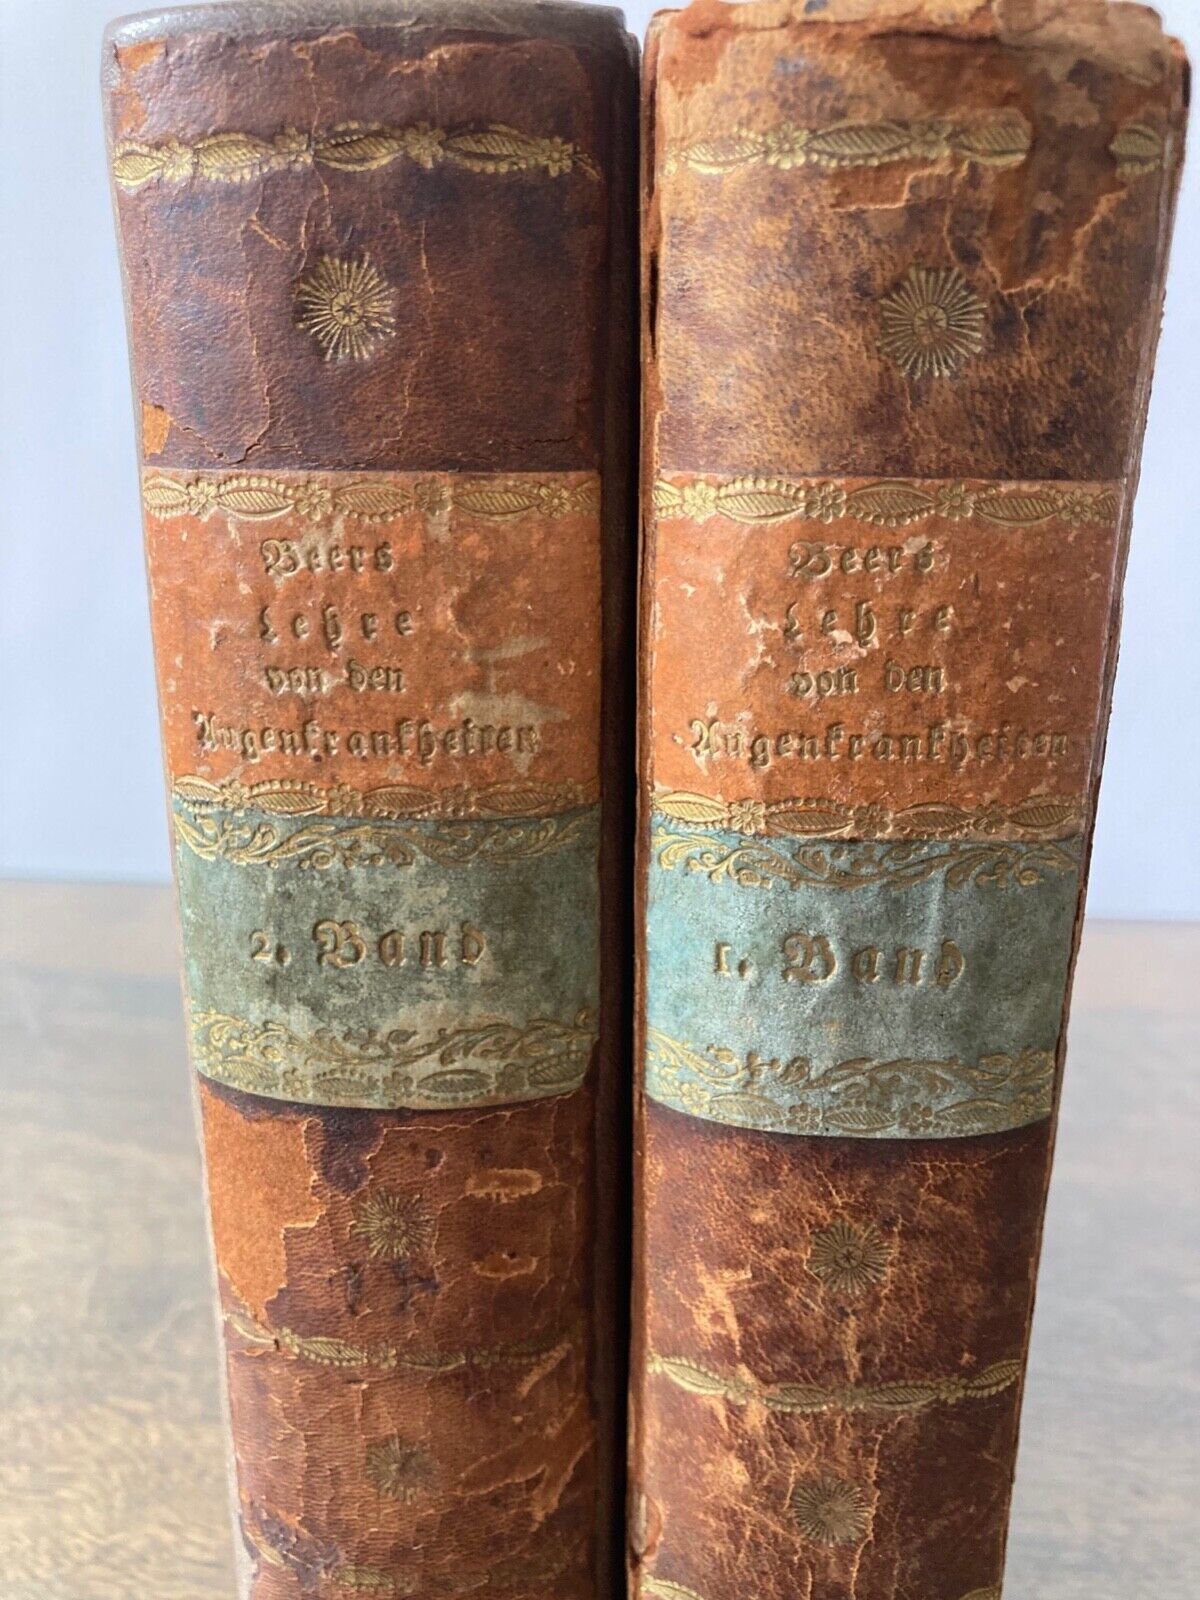 Beers
Lehre
von den
Augenkrankheiten
2. Band
Beers
Lehre
von den
Augenkrankheiten
1. Band